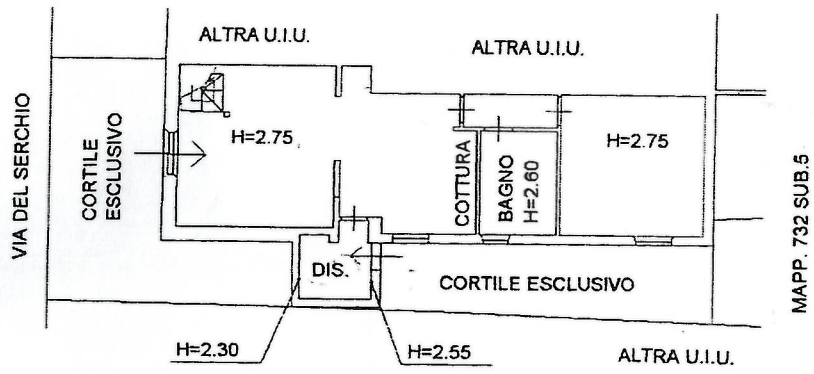 ALTRA U.I.U.
ALTRA U.I.U.
VIA DEL SERCHIO
CORTILE
ESCLUSIVO
H=2.75
COTTURA
BAGNO
H=2.60
H=2.75
MAPP. 732 SUB.5
DIS.
CORTILE ESCLUSIVO
H=2.30
H=2.55
ALTRA U.I.U.